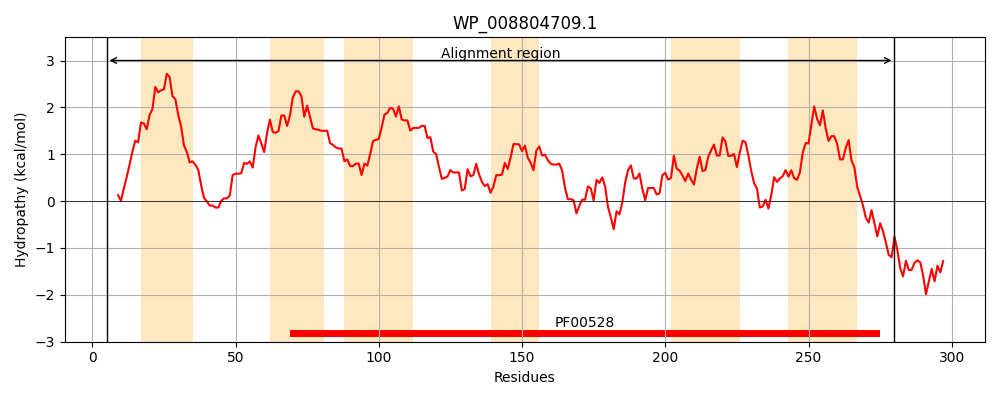 WP_008804709.1
Alignment region
PF00528
Hydropathy (kcal/mol)
3
2
1
0
−1
−2
−3
0 50 100 150 200 250 300
Residues